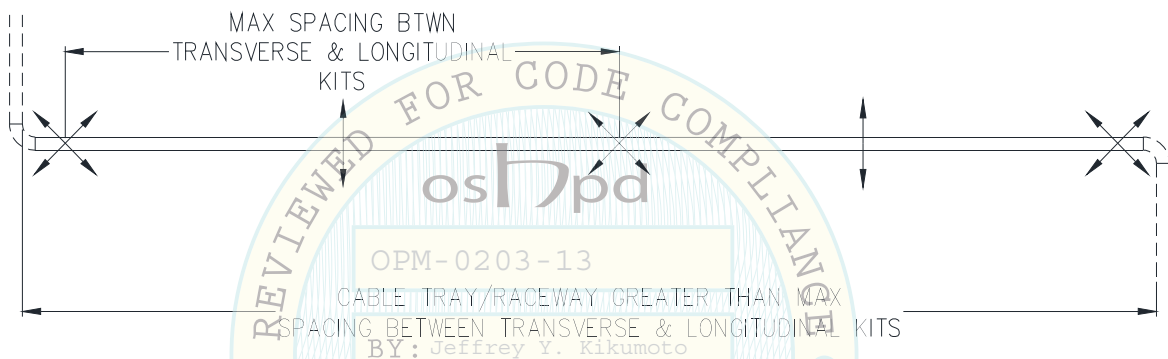 MAX SPACING BTWN
TRANSVERSE & LONGITUDINAL
KITS
REVIEWED FOR CODE COMPLIANCE
oshpd
OPM-0203-13
CABLE TRAY/RACEWAY GREATER THAN MAX
SPACING BETWEEN TRANSVERSE & LONGITUDINAL KITS
BY: Jeffrey Y. Kikumoto